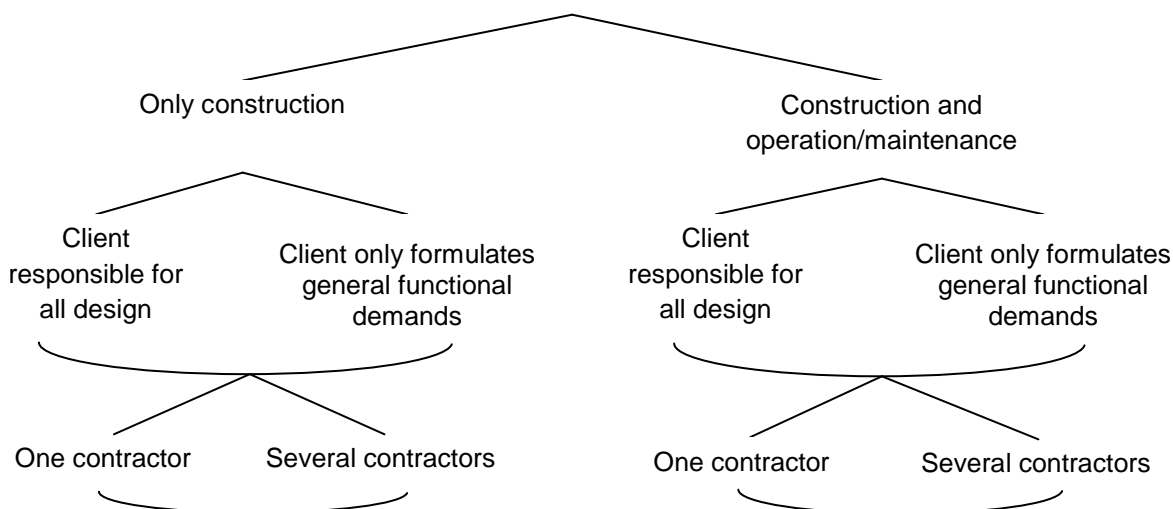 Only construction
Construction and
operation/maintenance
Client
responsible for
all design
Client only formulates
general functional
demands
Client
responsible for
all design
Client only formulates
general functional
demands
One contractor
Several contractors
One contractor
Several contractors